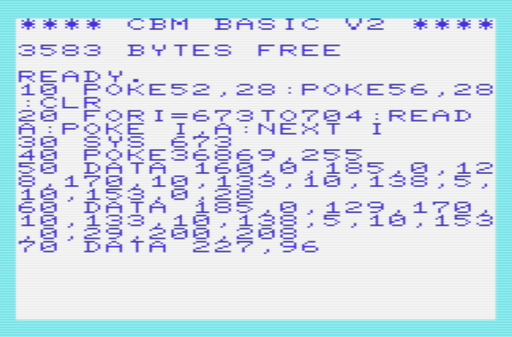 **** CBM BASIC V2 ****
3583 BYTES FREE
READY.
10 POKE52,28:POKE56,28
:CLR
20 FORI=673TO704:READ
A:POKE I,A:NEXT I
30 SYS 673
40 POKE36869,255
50 DATA 160,0,185,0,12
8,170,10,133,10,138,5,
10,153,0,28
60 DATA 185,0,129,170,
10,133,10,138,5,10,153
,0,29,200,208
70 DATA 227,96